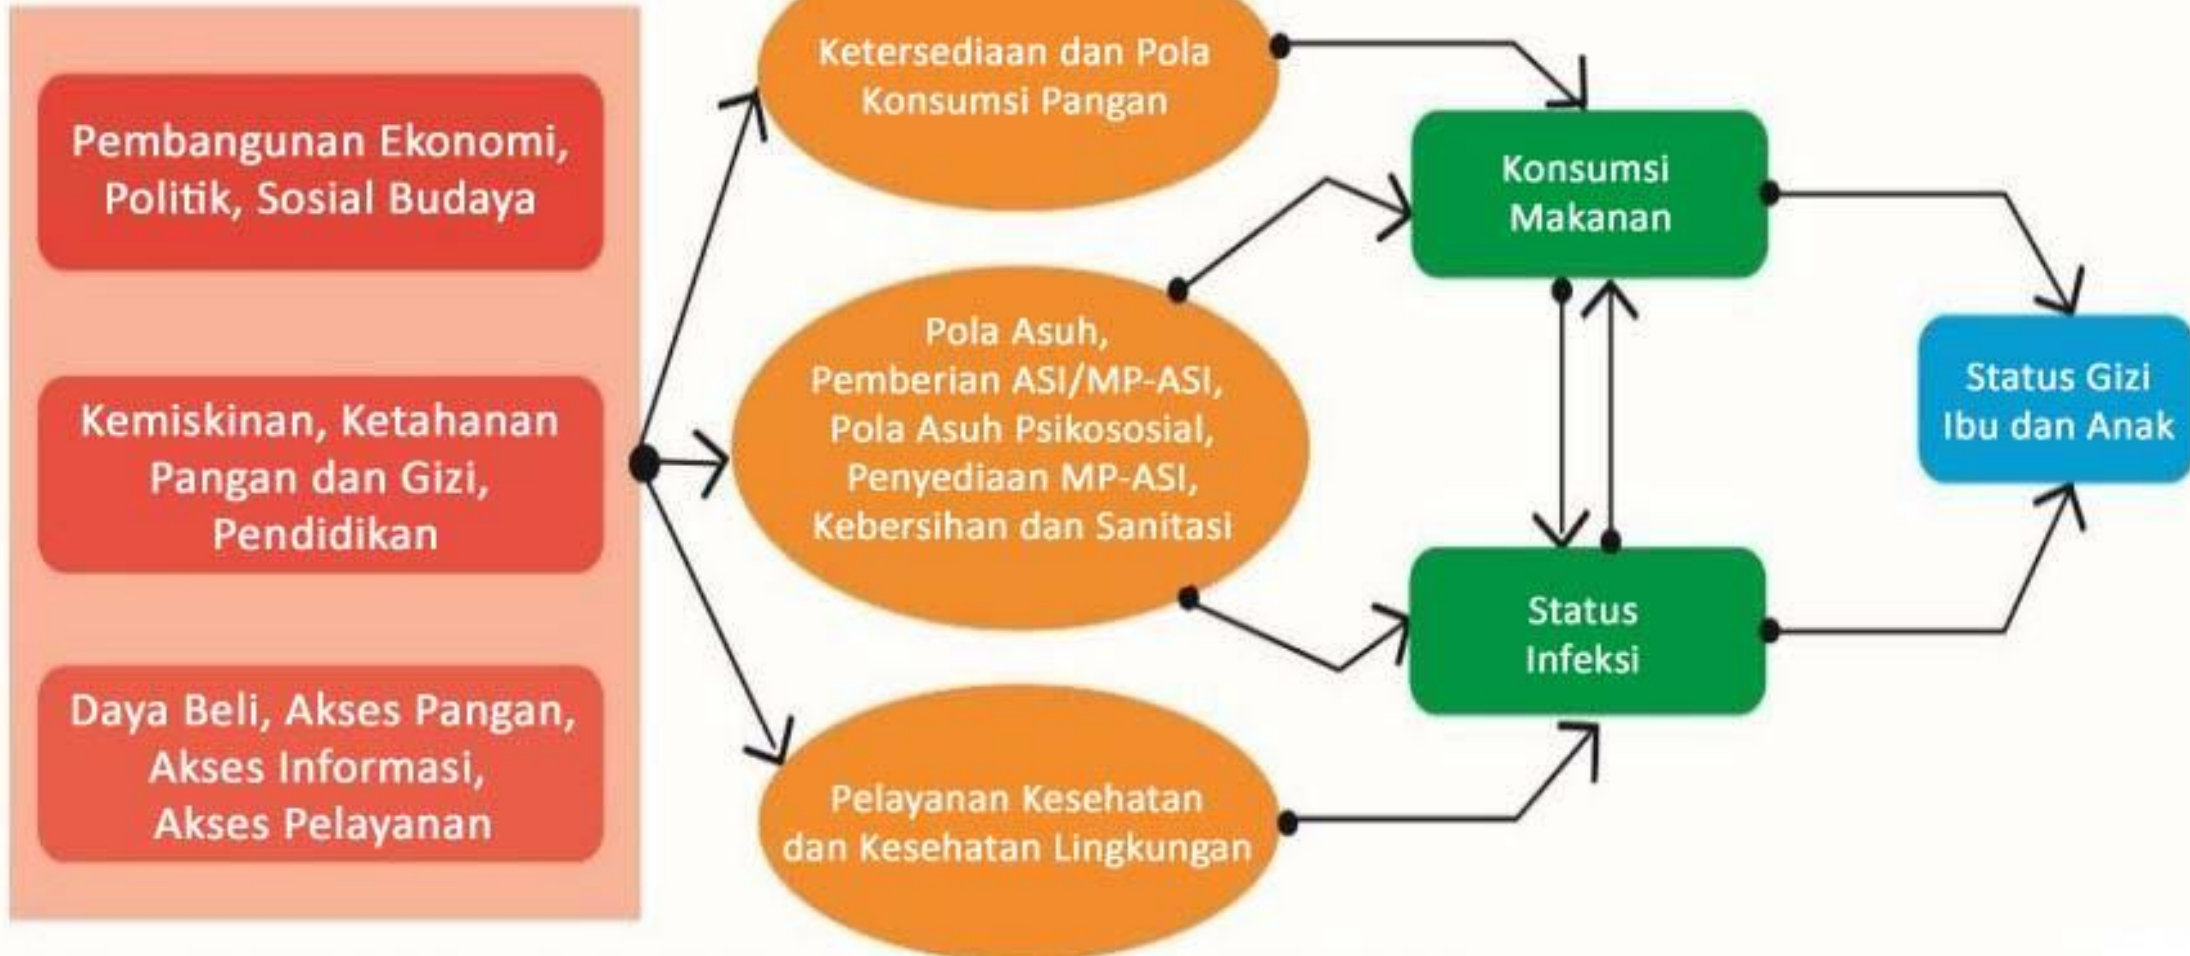 Pembangunan Ekonomi,
Politik, Sosial Budaya
Kemiskinan, Ketahanan
Pangan dan Gizi,
Pendidikan
Daya Beli, Akses Pangan,
Akses Informasi,
Akses Pelayanan
Ketersediaan dan Pola
Konsumsi Pangan
Pola Asuh,
Pemberian ASI/MP-ASI,
Pola Asuh Psikososial,
Penyediaan MP-ASI,
Kebersihan dan Sanitasi
Pelayanan Kesehatan
dan Kesehatan Lingkungan
Konsumsi
Makanan
Status
Infeksi
Status Gizi
Ibu dan Anak